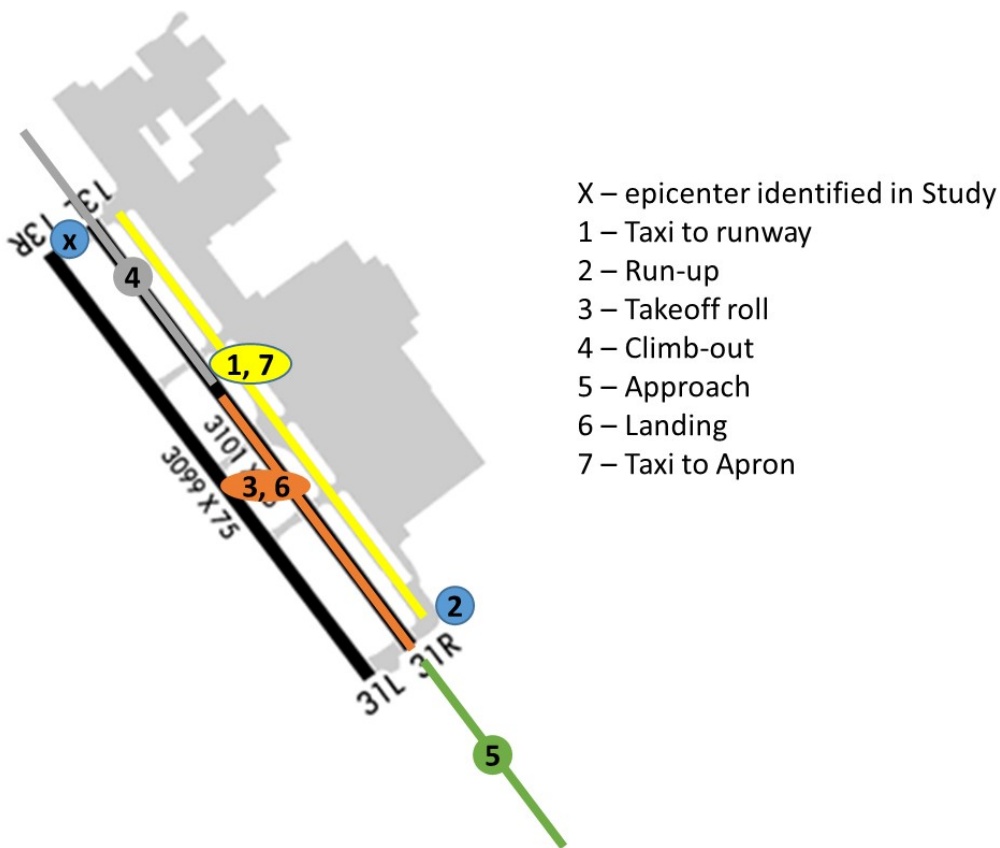 X – epicenter identified in Study
1 – Taxi to runway
2 – Run-up
3 – Takeoff roll
4 – Climb-out
5 – Approach
6 – Landing
7 – Taxi to Apron
13L
13R
x
4
1, 7
3101 X
3, 6
3099 X 75
2
31R
31L
5